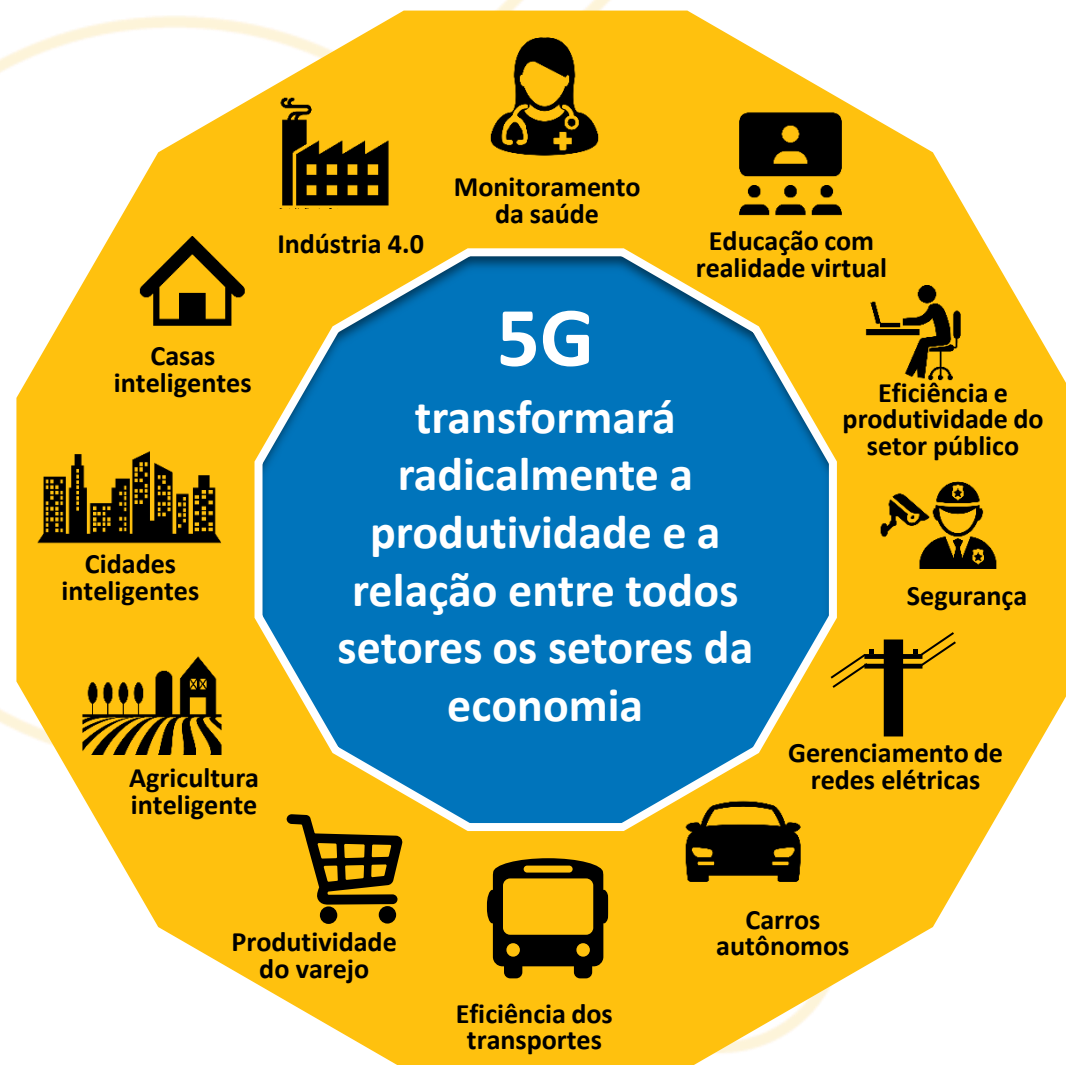 5G
transformará
radicalmente a
produtividade e a
relação entre todos
setores os setores da
economia
Monitoramento
da saúde
Educação com
realidade virtual
Eficiência e
produtividade do
setor público
Segurança
Gerenciamento de
redes elétricas
Carros
autônomos
Eficiência dos
transportes
Produtividade
do varejo
Agricultura
inteligente
Cidades
inteligentes
Casas
inteligentes
Indústria 4.0